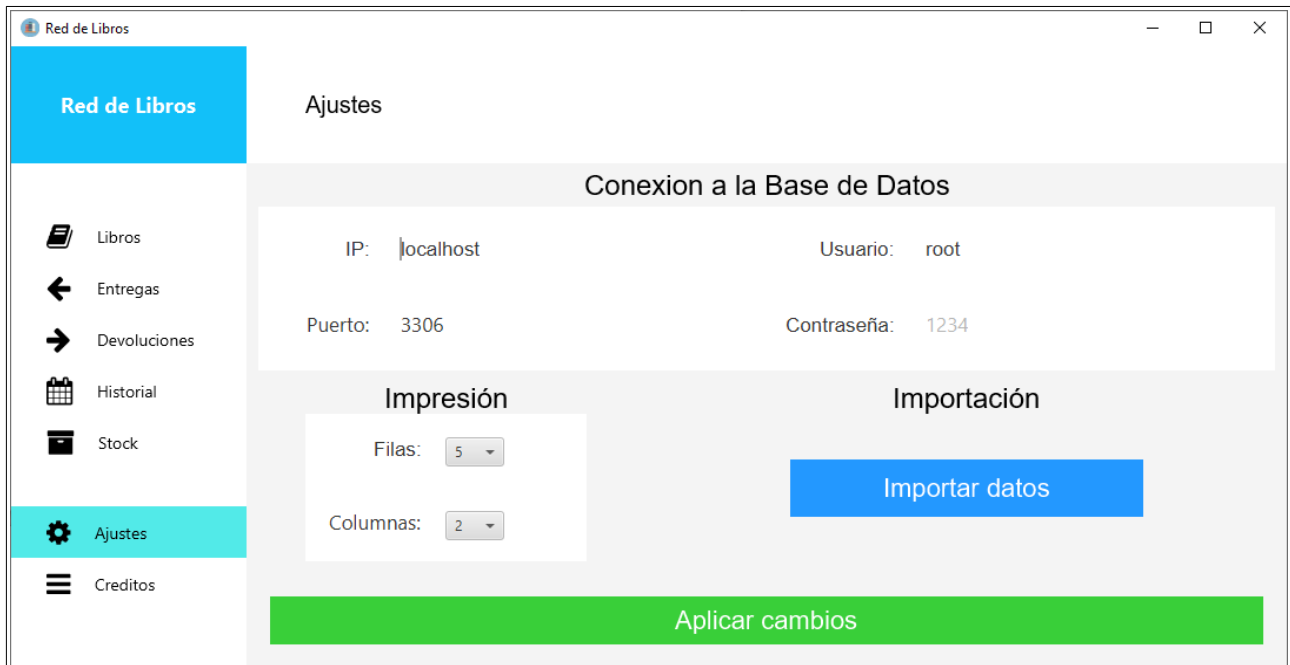 Red de Libros
Red de Libros
Ajustes
Libros
Entregas
Devoluciones
Historial
Stock
Ajustes
Creditos
Conexion a la Base de Datos
IP: localhost
Usuario: root
Puerto: 3306
Contraseña: 1234
Impresión
Filas: 5
Columnas: 2
Importación
Importar datos
Aplicar cambios